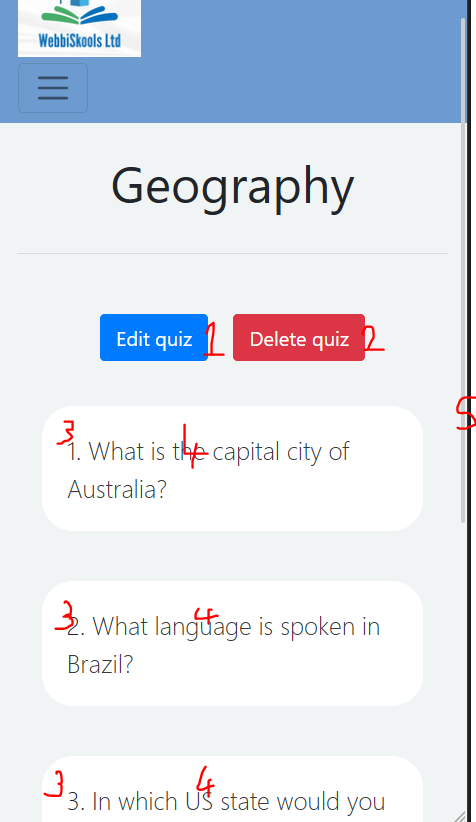 WebbiSkools Ltd
Geography
Edit quiz 1 Delete quiz 2
5
3 4
1. What is the capital city of
Australia?
3 4
2. What language is spoken in
Brazil?
3 4
3. In which US state would you